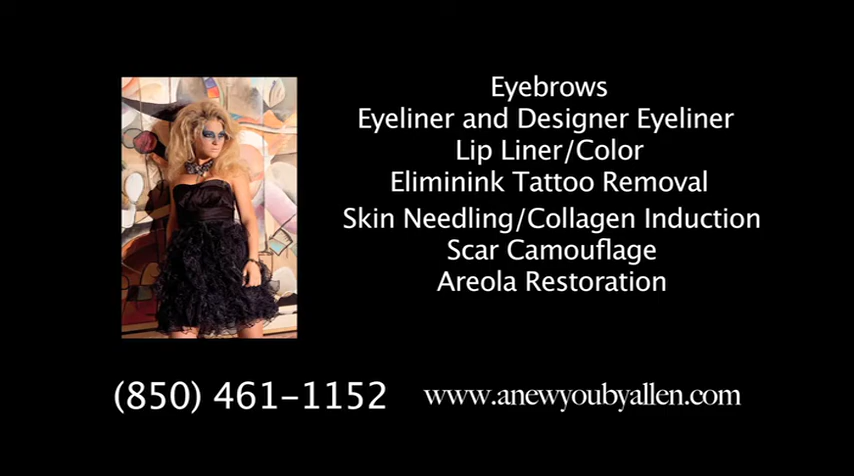 Eyebrows
Eyeliner and Designer Eyeliner
Lip Liner/Color
Eliminink Tattoo Removal
Skin Needling/Collagen Induction
Scar Camouflage
Areola Restoration
(850) 461-1152
www.anewyoubyallen.com